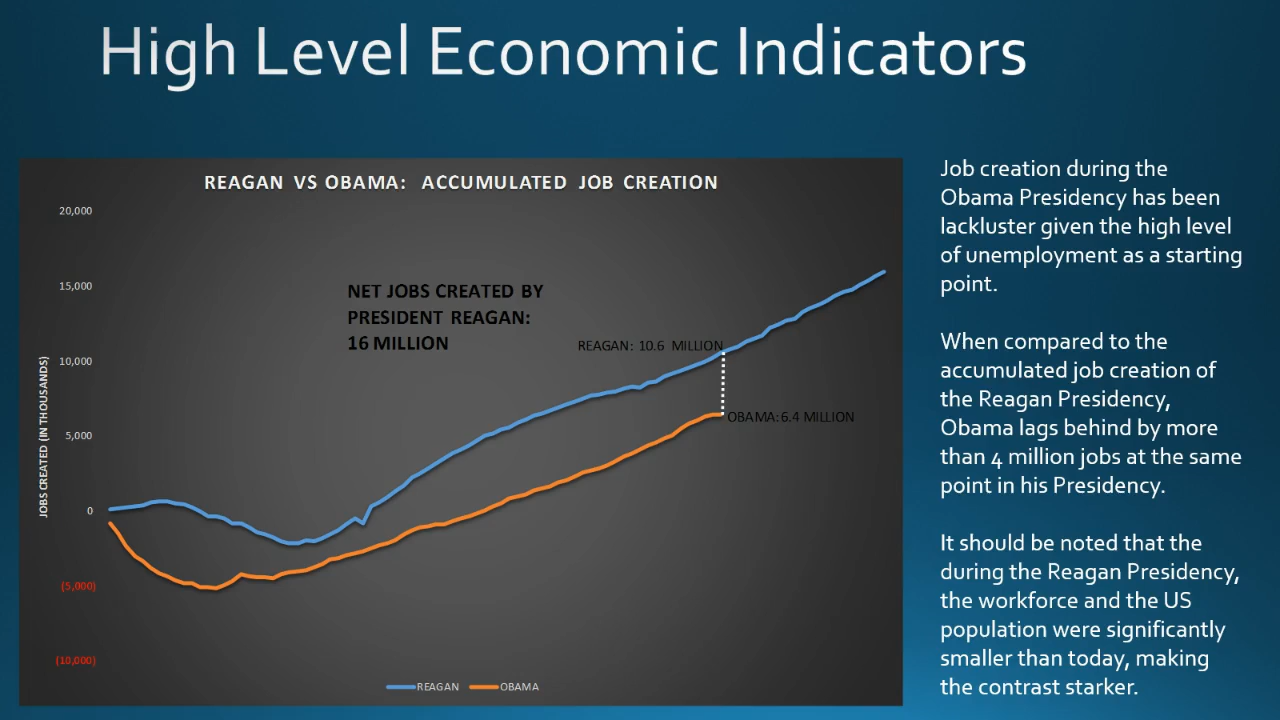 High Level Economic Indicators
REAGAN VS OBAMA: ACCUMULATED JOB CREATION
20,000
15,000
10,000
5,000
0
(5,000)
(10,000)
JOBS CREATED (IN THOUSANDS)
NET JOBS CREATED BY
PRESIDENT REAGAN:
16 MILLION
REAGAN: 10.6 MILLION
OBAMA:6.4 MILLION
REAGAN
OBAMA
Job creation during the
Obama Presidency has been
lackluster given the high level
of unemployment as a starting
point.
When compared to the
accumulated job creation of
the Reagan Presidency,
Obama lags behind by more
than 4 million jobs at the same
point in his Presidency.
It should be noted that the
during the Reagan Presidency,
the workforce and the US
population were significantly
smaller than today, making
the contrast starker.